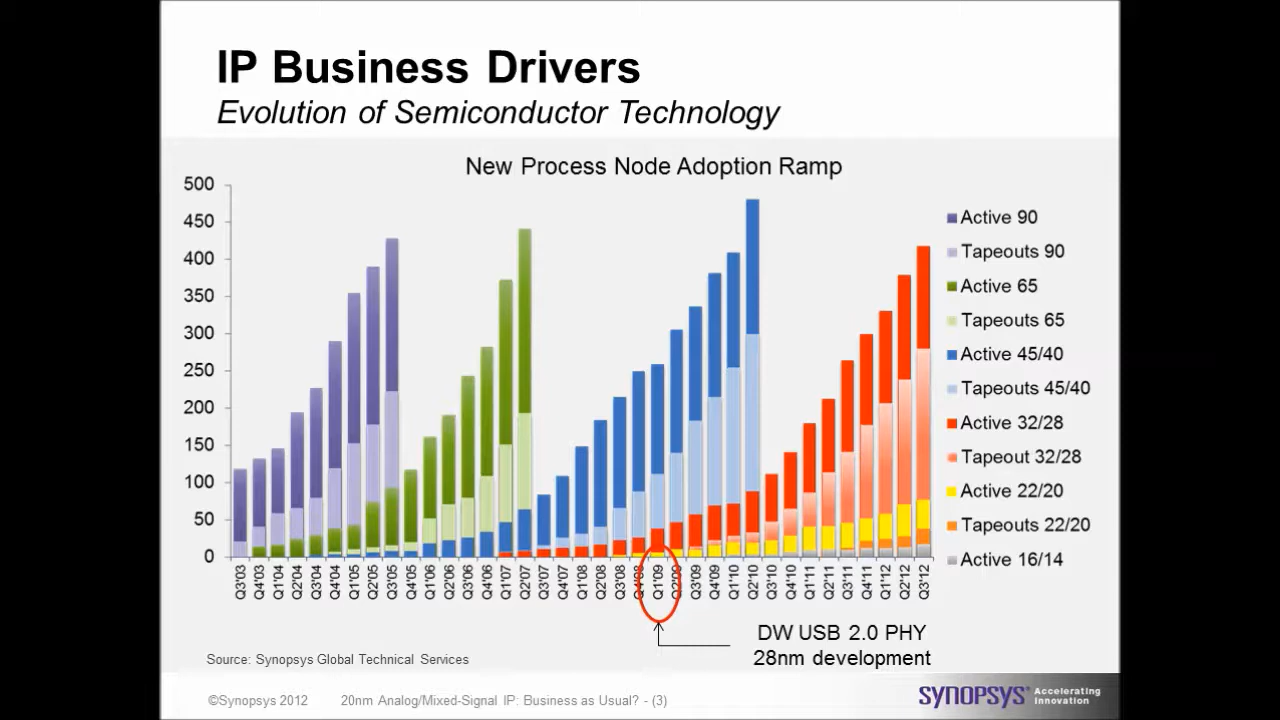 IP Business Drivers
Evolution of Semiconductor Technology
New Process Node Adoption Ramp
500
450
400
350
300
250
200
150
100
50
0
Q3'03
Q4'03
Q1'04
Q2'04
Q3'04
Q4'04
Q1'05
Q2'05
Q3'05
Q4'05
Q1'06
Q2'06
Q3'06
Q4'06
Q1'07
Q2'07
Q3'07
Q4'07
Q1'08
Q2'08
Q3'08
Q4'08
Q1'09
Q2'09
Q3'09
Q4'09
Q1'10
Q2'10
Q3'10
Q4'10
Q1'11
Q2'11
Q3'11
Q4'11
Q1'12
Q2'12
Q3'12
Active 90
Tapeouts 90
Active 65
Tapeouts 65
Active 45/40
Tapeouts 45/40
Active 32/28
Tapeout 32/28
Active 22/20
Tapeouts 22/20
Active 16/14
DW USB 2.0 PHY
28nm development
Source: Synopsys Global Technical Services
©Synopsys 2012 20nm Analog/Mixed-Signal IP: Business as Usual? - (3)
SYNOPSYS® Accelerating
Innovation